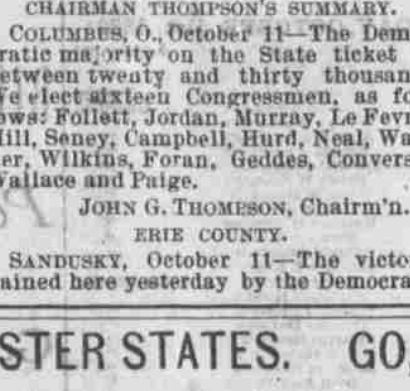 CHAIRMAN THOMPSON'S SUMMARY.
COLUMBUS, O., October 11—The Dem
ratic majority on the State ticket
etween twenty and thirty thousan
We elect sixteen Congressmen, as fo
ows: Follett, Jordan, Murray, Le Fevr
Hill, Seney, Campbell, Hurd, Neal, Wa
er, Wilkins, Foran, Geddes, Convers
Wallace and Paige.
JOHN G. THOMPSON, Chairm'n.
ERIE COUNTY.
SANDUSKY, October 11—The victo
ained here yesterday by the Democra
STER STATES. GO